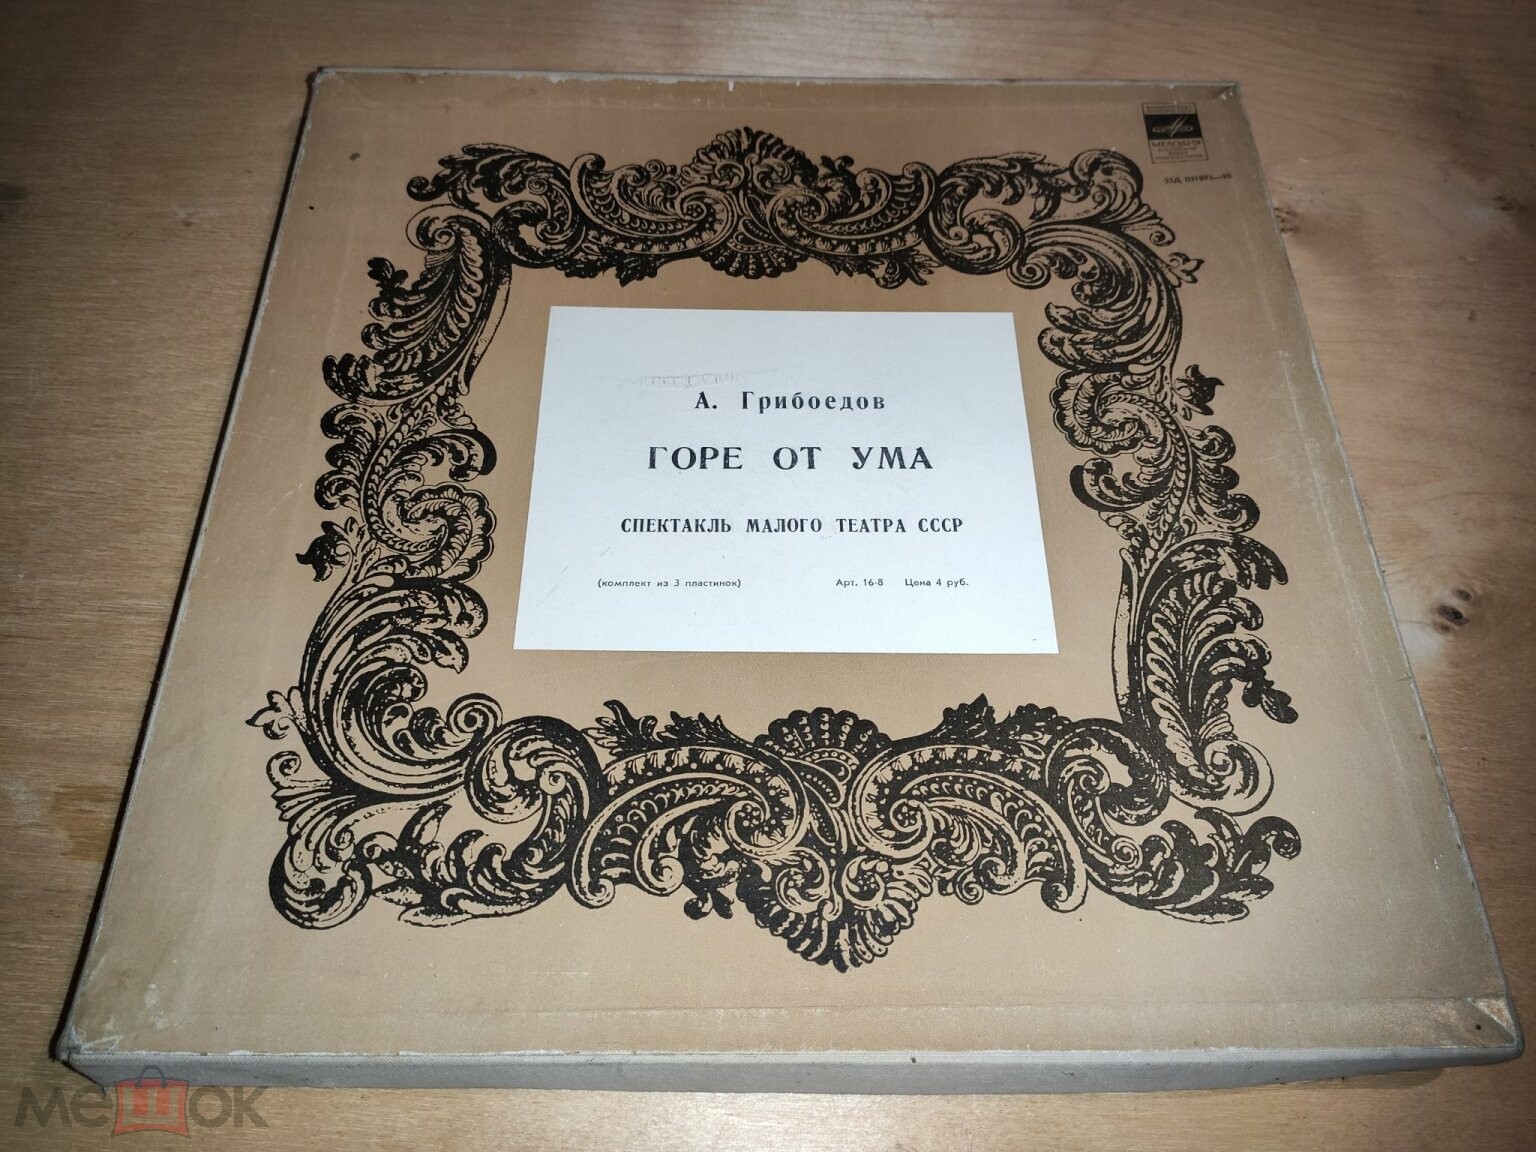 МЕЛОДИЯ
А. Грибоедов
ГОРЕ ОТ УМА
СПЕКТАКЛЬ МАЛОГО ТЕАТРА СССР
(комплект из 3 пластинок) Арт. 16-8 Цена 4 руб.
мешок